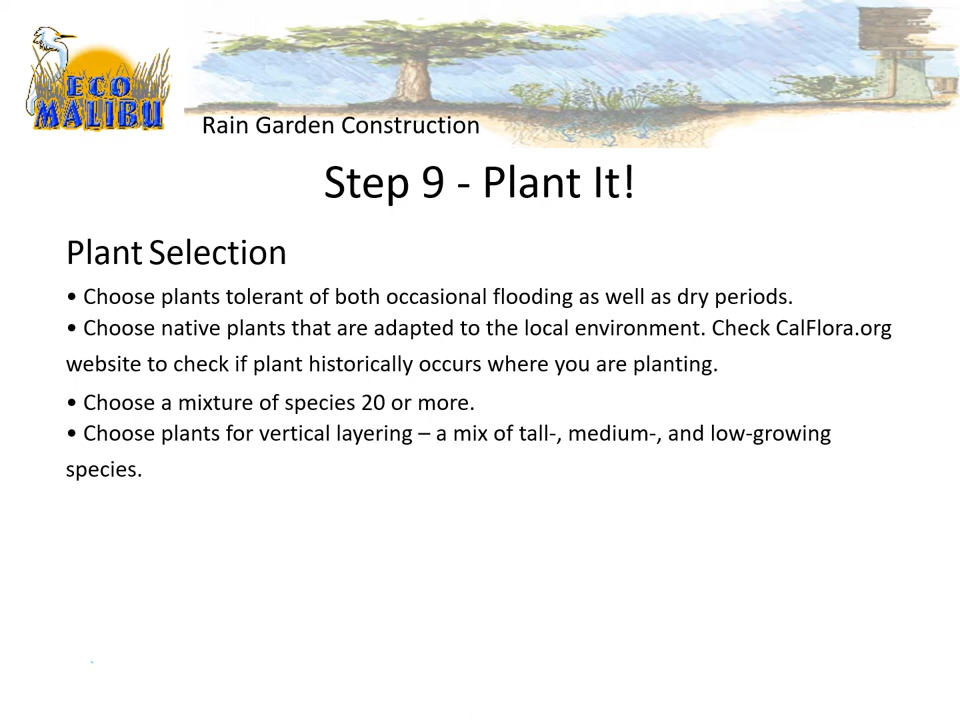 ECO
MALIBU
Rain Garden Construction
Step 9 - Plant It!
Plant Selection
• Choose plants tolerant of both occasional flooding as well as dry periods.
• Choose native plants that are adapted to the local environment. Check CalFlora.org
website to check if plant historically occurs where you are planting.
• Choose a mixture of species 20 or more.
• Choose plants for vertical layering – a mix of tall-, medium-, and low-growing
species.